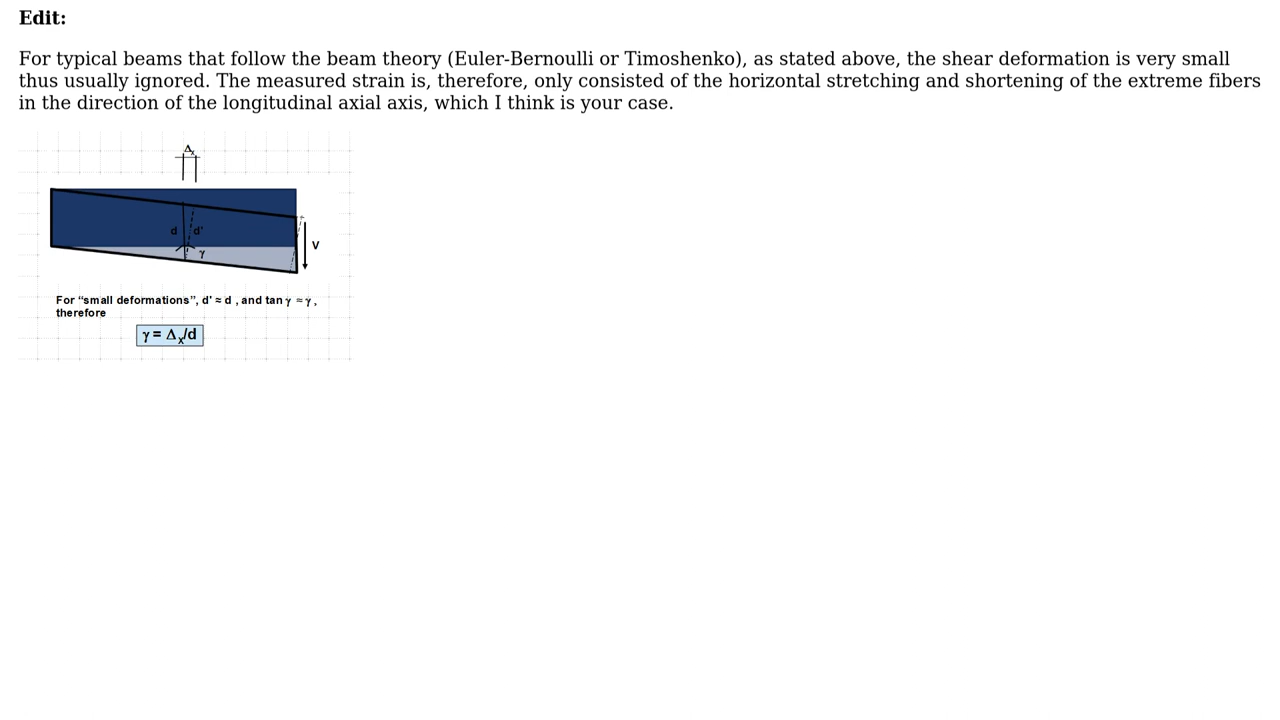 Edit:
For typical beams that follow the beam theory (Euler-Bernoulli or Timoshenko), as stated above, the shear deformation is very small
thus usually ignored. The measured strain is, therefore, only consisted of the horizontal stretching and shortening of the extreme fibers
in the direction of the longitudinal axial axis, which I think is your case.
Δx
d d'
γ
V
For “small deformations”, d' ≈ d , and tan γ ≈ γ ,
therefore
γ = Δx/d